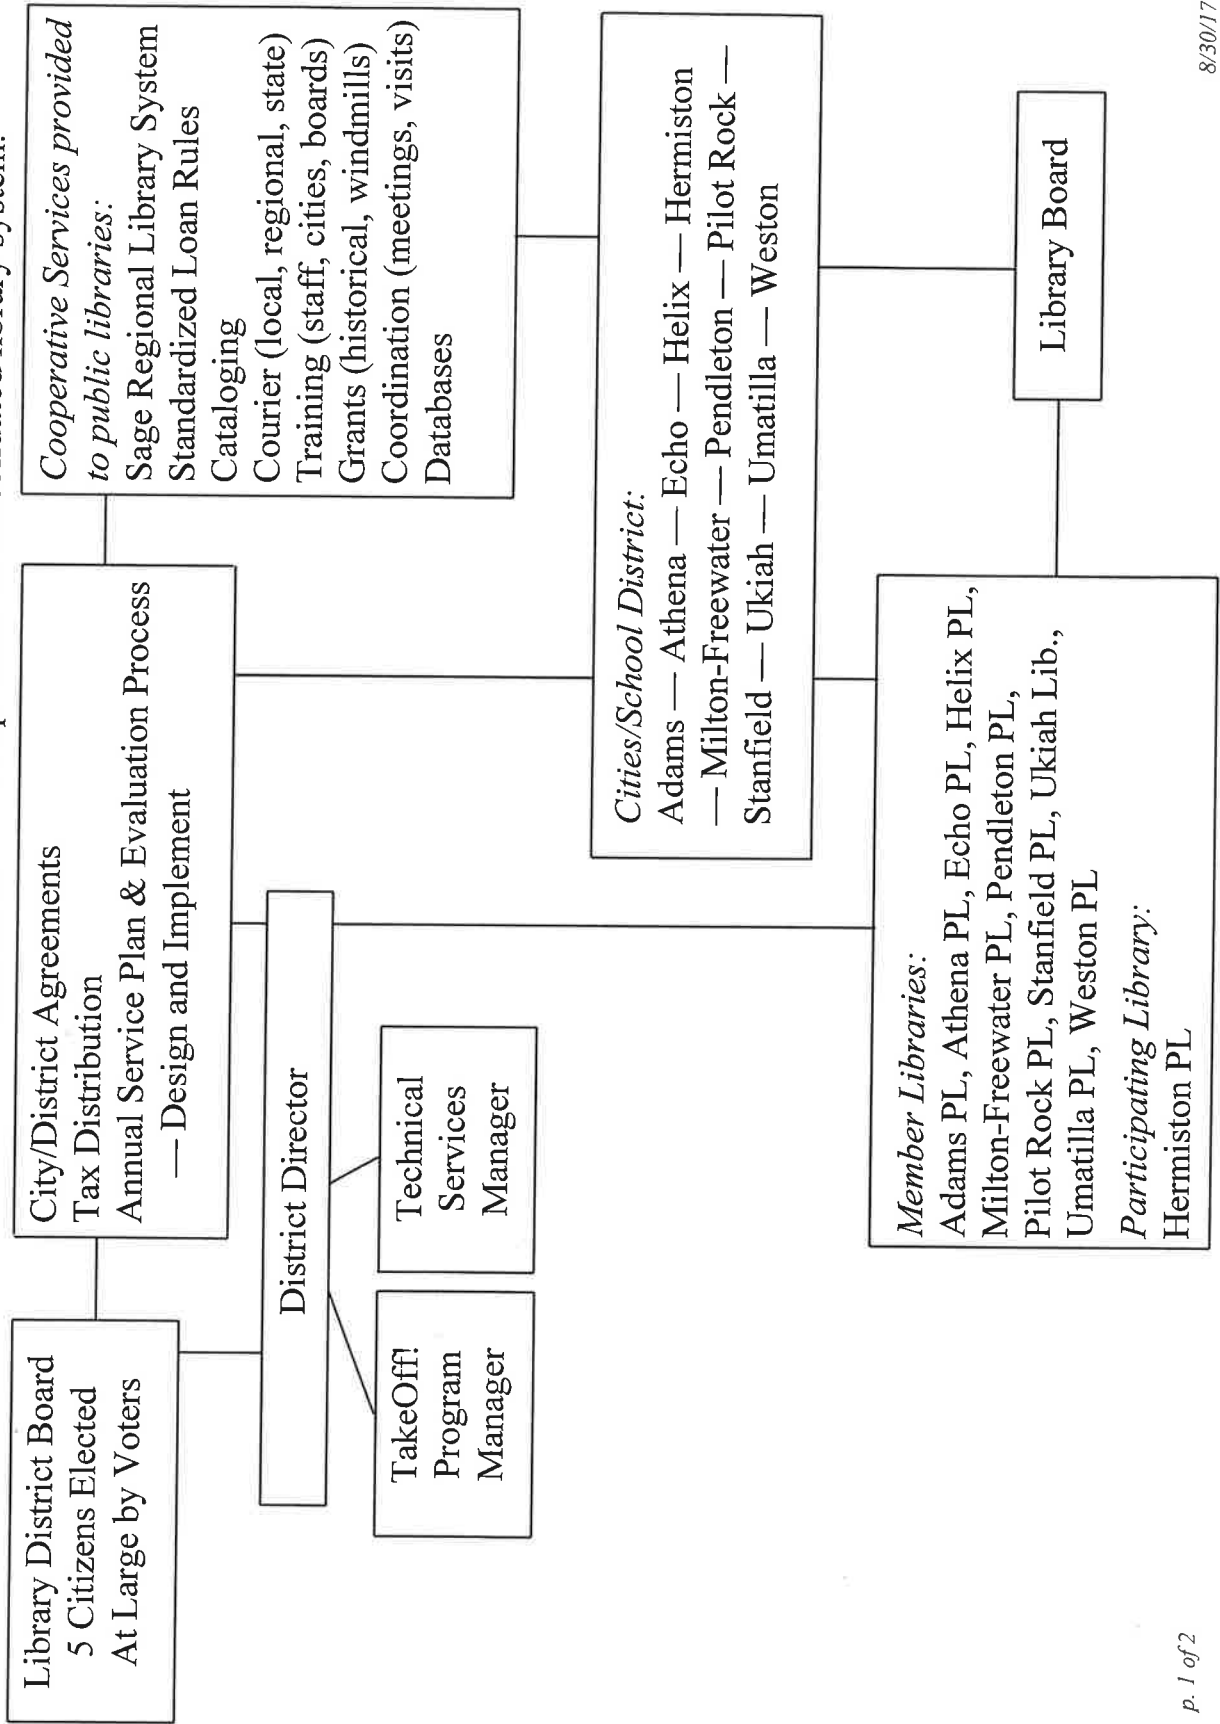 library system.
Library District Board
5 Citizens Elected
At Large by Voters
City/District Agreements
Tax Distribution
Annual Service Plan & Evaluation Process
— Design and Implement
Cooperative Services provided
to public libraries:
Sage Regional Library System
Standardized Loan Rules
Cataloging
Courier (local, regional, state)
Training (staff, cities, boards)
Grants (historical, windmills)
Coordination (meetings, visits)
Databases
District Director
TakeOff!
Program
Manager
Technical
Services
Manager
Cities/School District:
Adams — Athena — Echo — Helix — Hermiston
— Milton-Freewater — Pendleton — Pilot Rock —
Stanfield — Ukiah — Umatilla — Weston
Member Libraries:
Adams PL, Athena PL, Echo PL, Helix PL,
Milton-Freewater PL, Pendleton PL,
Pilot Rock PL, Stanfield PL, Ukiah Lib.,
Umatilla PL, Weston PL
Participating Library:
Hermiston PL
Library Board
p. 1 of 2
8/30/17